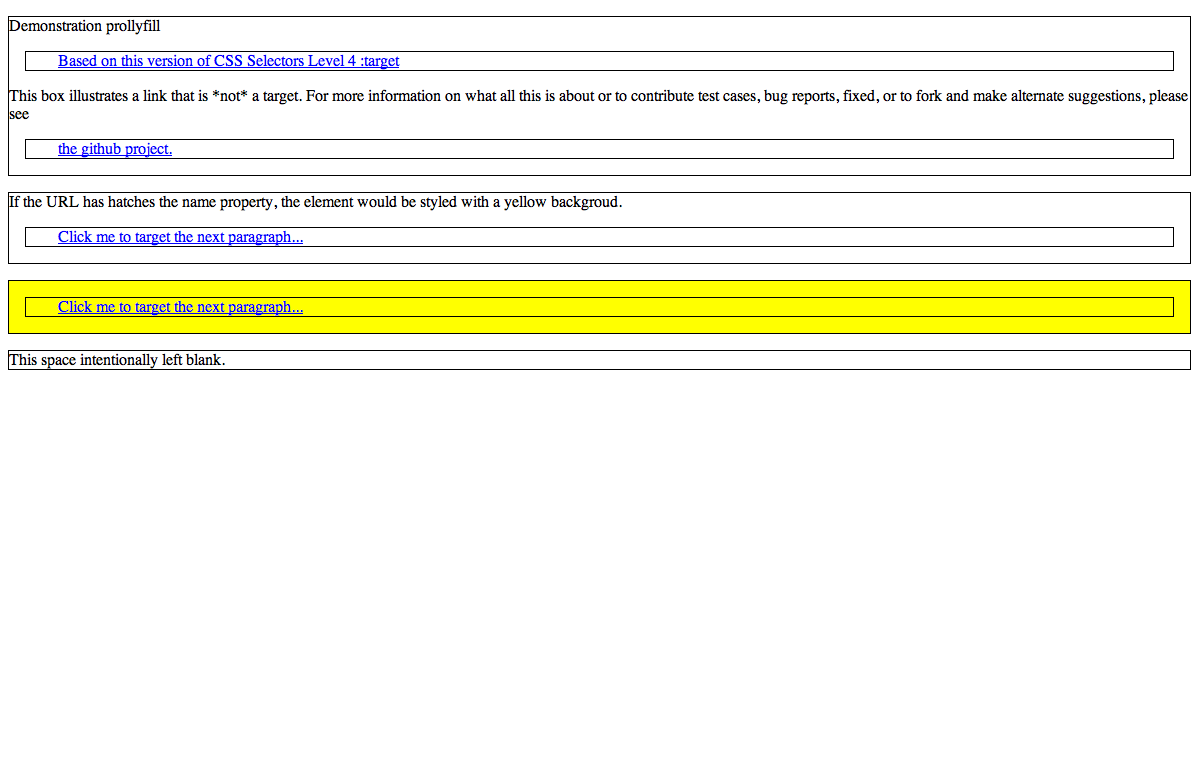 Demonstration prollyfill
Based on this version of CSS Selectors Level 4 :target
This box illustrates a link that is *not* a target. For more information on what all this is about or to contribute test cases, bug reports, fixed, or to fork and make alternate suggestions, please
see
the github project.
If the URL has hatches the name property, the element would be styled with a yellow backgroud.
Click me to target the next paragraph...
Click me to target the next paragraph...
This space intentionally left blank.